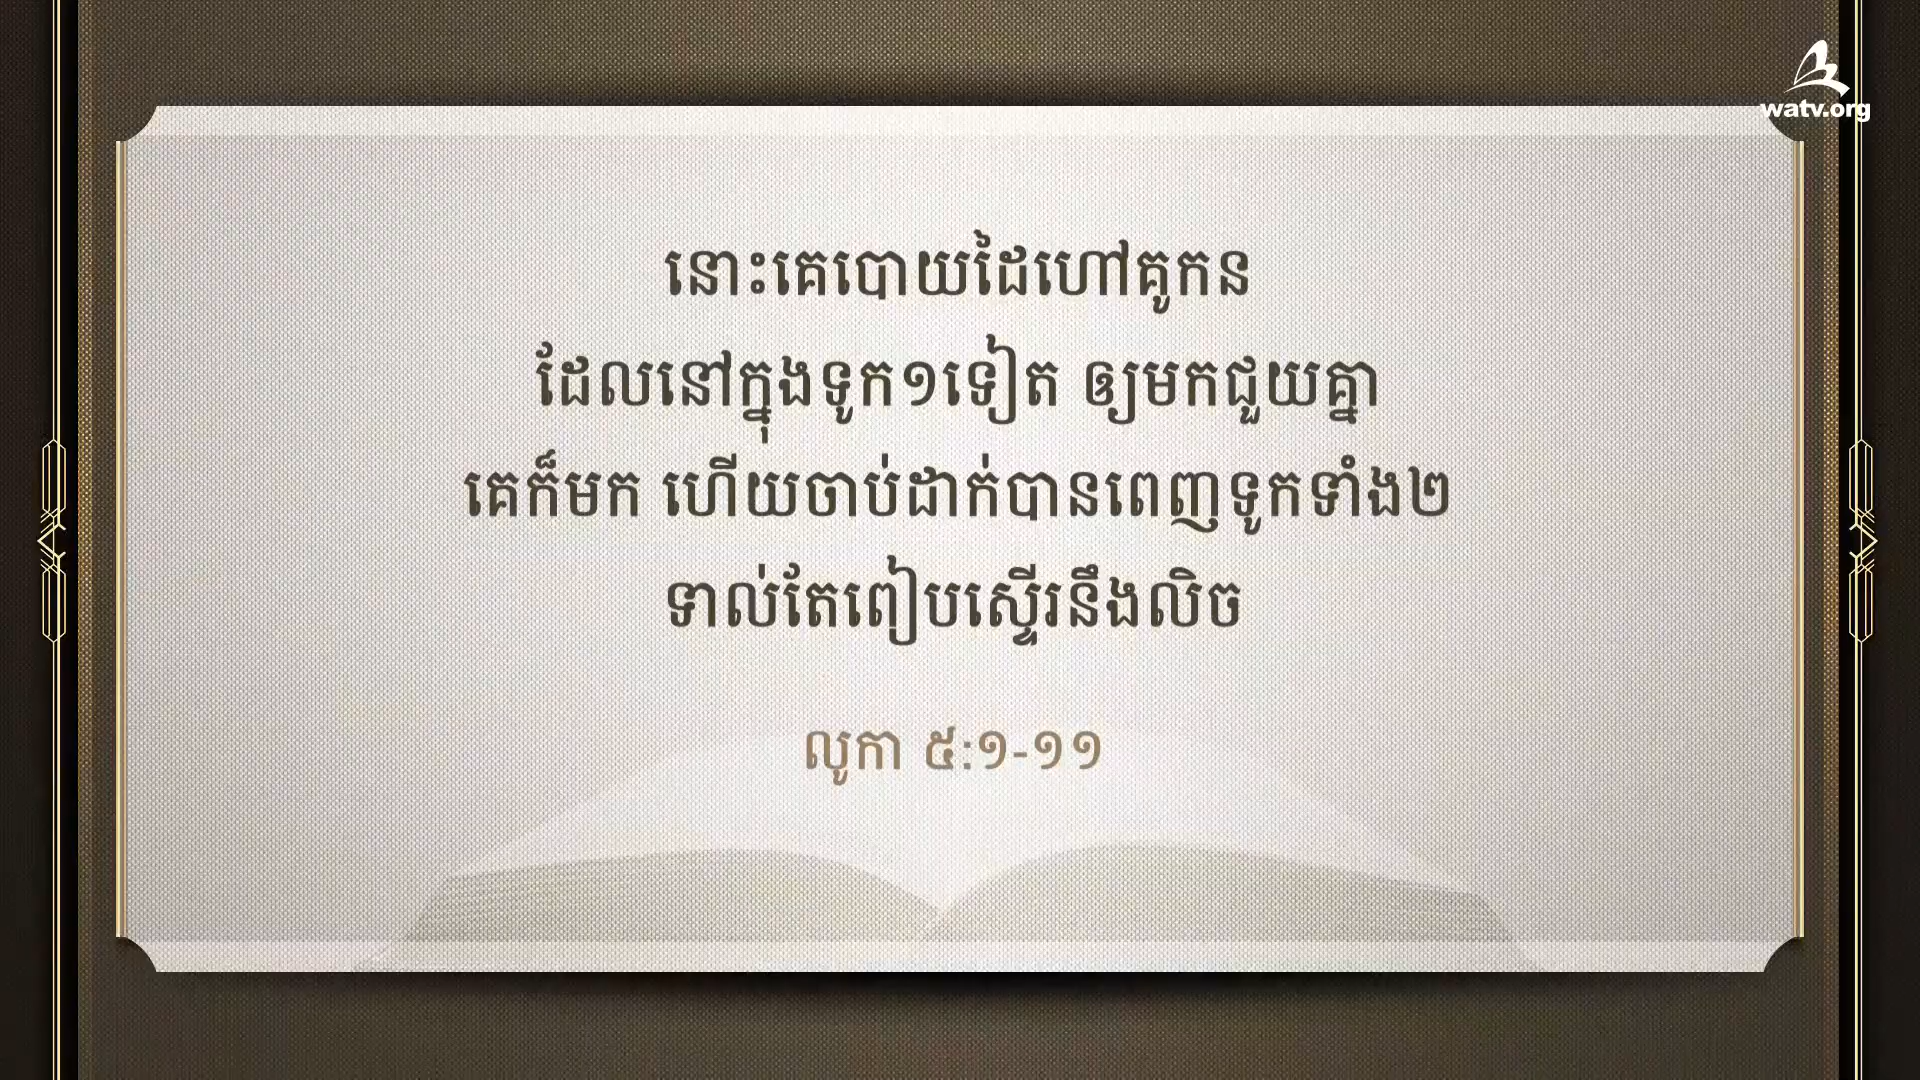 watv.org
នោះគេបោយដៃហៅគូកន
ដែលនៅក្នុងទូក១ទៀត ឲ្យមកជួយគ្នា
គេក៏មក ហើយចាប់ដាក់បានពេញទូកទាំង២
ទាល់តែពៀបស្ទើរនឹងលិច
លូកា ៥:១-១១